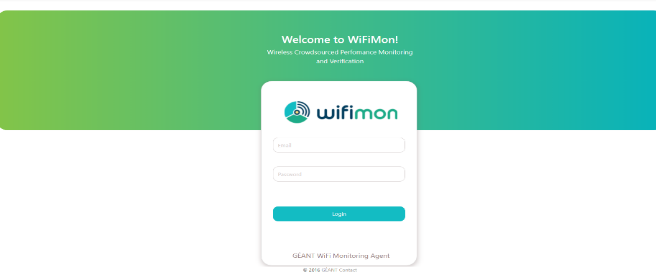 Welcome to WiFiMon!
Wireless Crowdsourced Perfomance Monitoring
and Verification
wifimon
Email
Password
Login
GEANT WiFi Monitoring Agent
© 2016 GEANT Contact